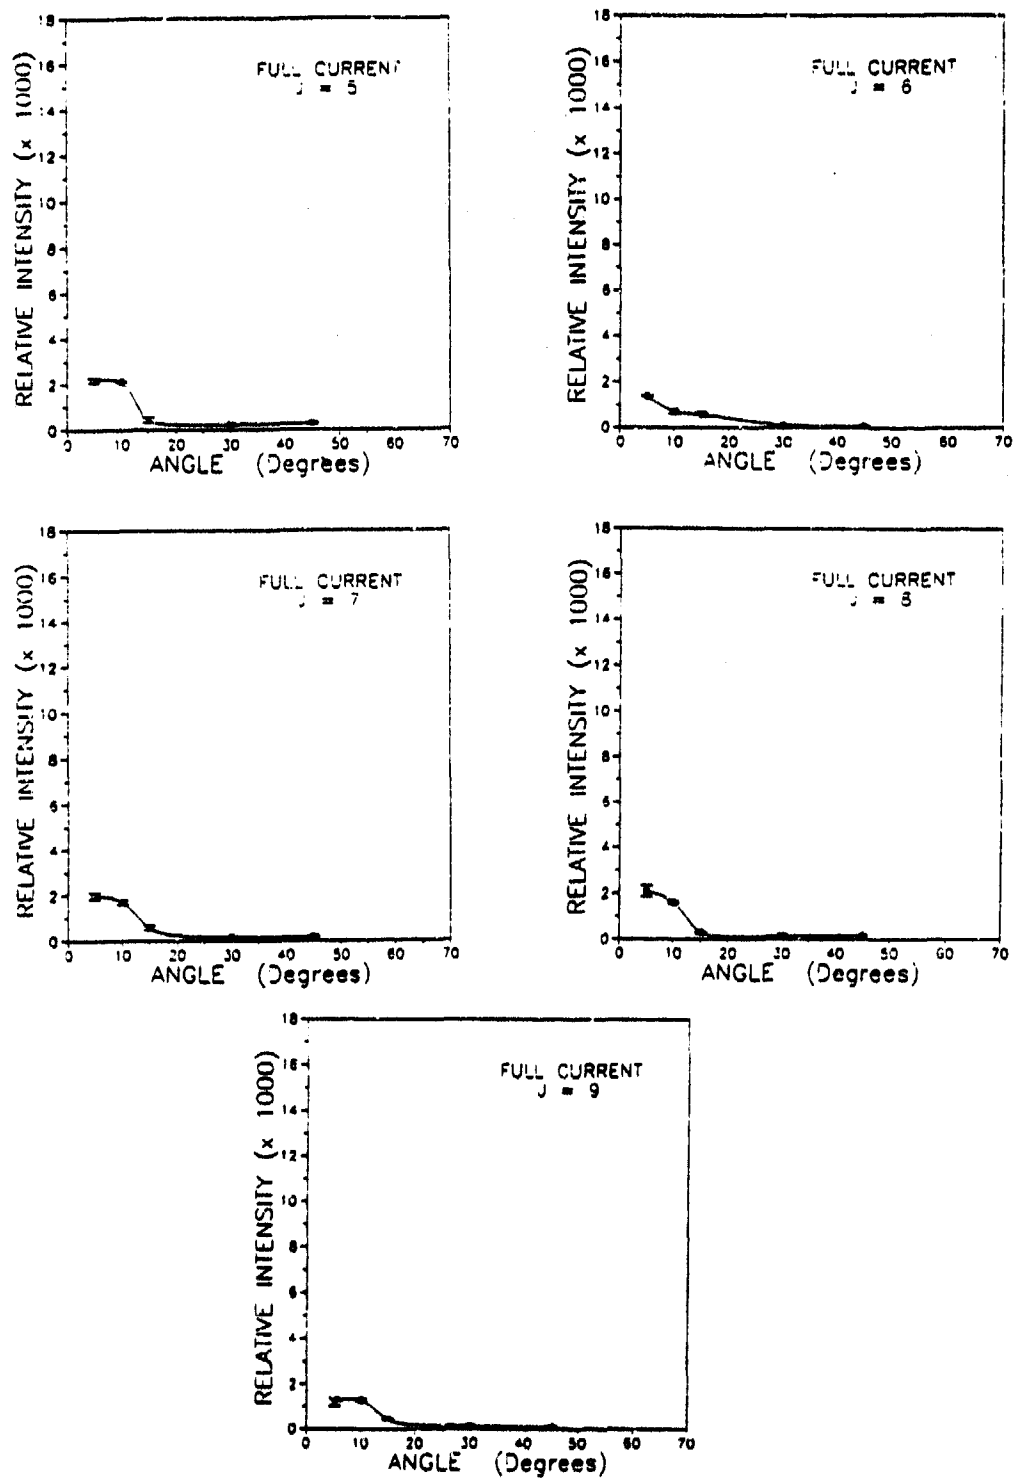 RELATIVE INTENSITY (x 1000)
18
16
14
12
10
8
6
4
2
0
FULL CURRENT
J = 5
0 10 20 30 40 50 60 70
ANGLE (Degrees)
RELATIVE INTENSITY (x 1000)
18
16
14
12
10
8
6
4
2
0
FULL CURRENT
J = 6
0 10 20 30 40 50 60 70
ANGLE (Degrees)
RELATIVE INTENSITY (x 1000)
18
16
14
12
10
8
6
4
2
0
FULL CURRENT
J = 7
0 10 20 30 40 50 60 70
ANGLE (Degrees)
RELATIVE INTENSITY (x 1000)
18
16
14
12
10
8
6
4
2
0
FULL CURRENT
J = 8
0 10 20 30 40 50 60 70
ANGLE (Degrees)
RELATIVE INTENSITY (x 1000)
18
16
14
12
10
8
6
4
2
0
FULL CURRENT
J = 9
0 10 20 30 40 50 60 70
ANGLE (Degrees)